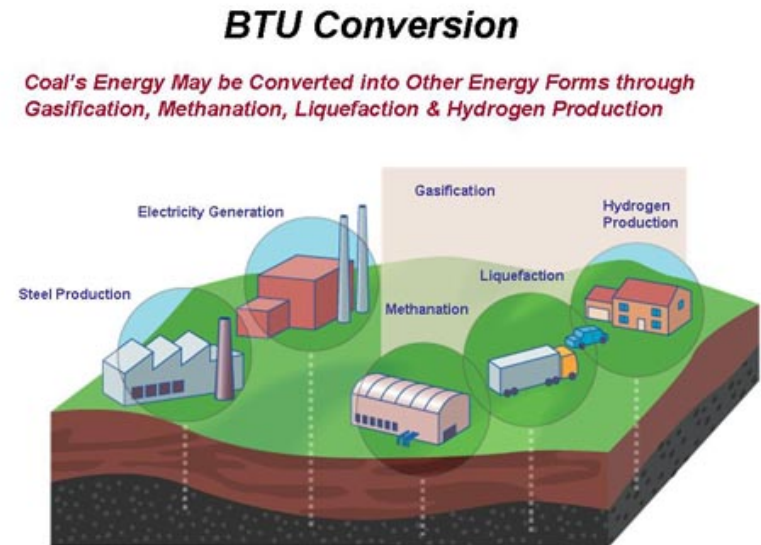 BTU Conversion
Coal's Energy May be Converted into Other Energy Forms through
Gasification, Methanation, Liquefaction & Hydrogen Production
Gasification
Electricity Generation
Hydrogen
Production
Liquefaction
Steel Production
Methanation